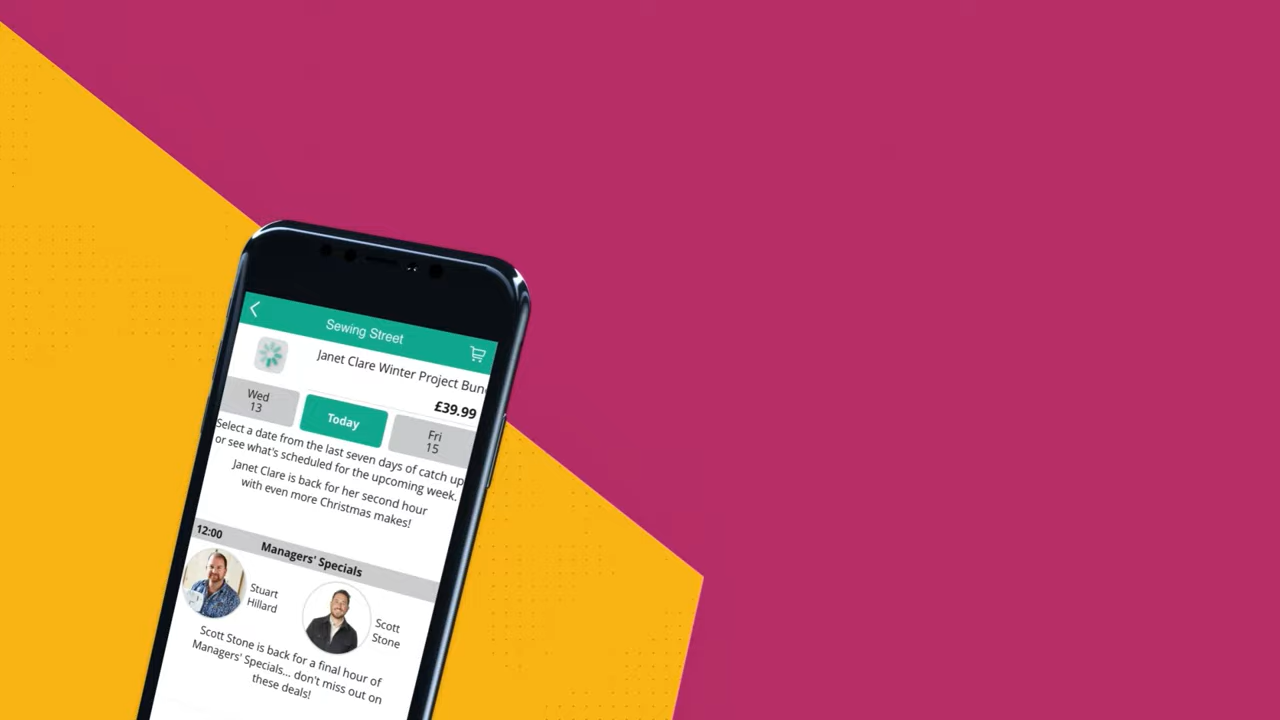 Sewing Street
Janet Clare Winter Project Bun
£39.99
Wed
13
Today
Fri
15
Select a date from the last seven days of catch up
or see what's scheduled for the upcoming week.
Janet Clare is back for her second hour
with even more Christmas makes!
12:00
Managers' Specials
Stuart
Hillard
Scott
Stone
Scott Stone is back for a final hour of
Managers' Specials... don't miss out on
these deals!